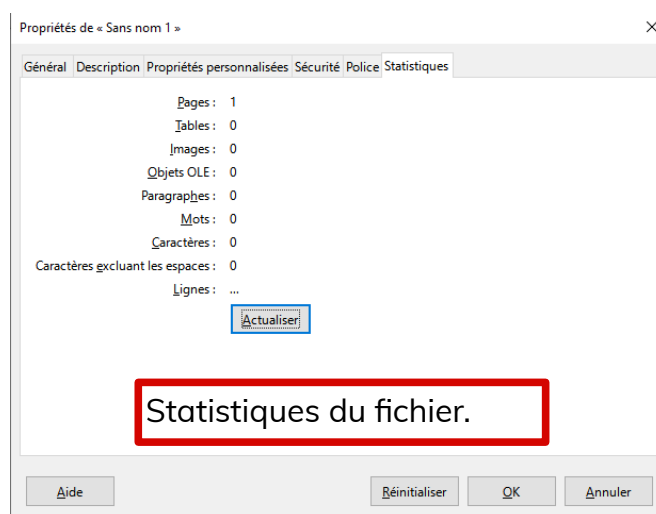 Propriétés de « Sans nom 1 »
Général Description Propriétés personnalisées Sécurité Police Statistiques
Pages : 1
Tables : 0
Images : 0
Objets OLE : 0
Paragraphes : 0
Mots : 0
Caractères : 0
Caractères excluant les espaces : 0
Lignes : ...
Actualiser
Statistiques du fichier.
Aide Réinitialiser OK Annuler